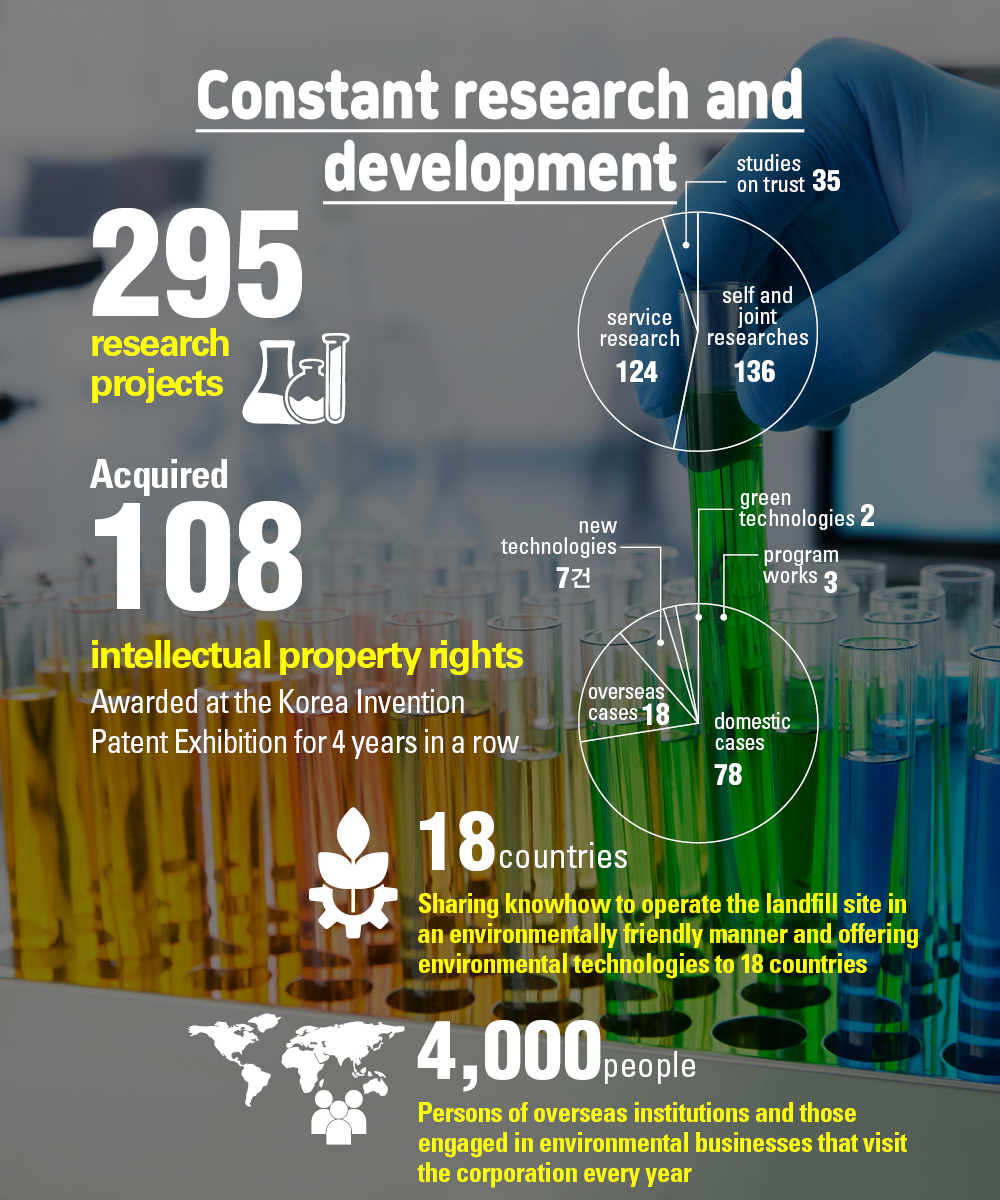 Constant research and
development
295
research
projects
studies
on trust 35
service
research
124
self and
joint
researches
136
Acquired
108
intellectual property rights
Awarded at the Korea Invention
Patent Exhibition for 4 years in a row
new
technologies
7건
green
technologies 2
program
works 3
overseas
cases 18
domestic
cases
78
18 countries
Sharing knowhow to operate the landfill site in
an environmentally friendly manner and offering
environmental technologies to 18 countries
4,000 people
Persons of overseas institutions and those
engaged in environmental businesses that visit
the corporation every year